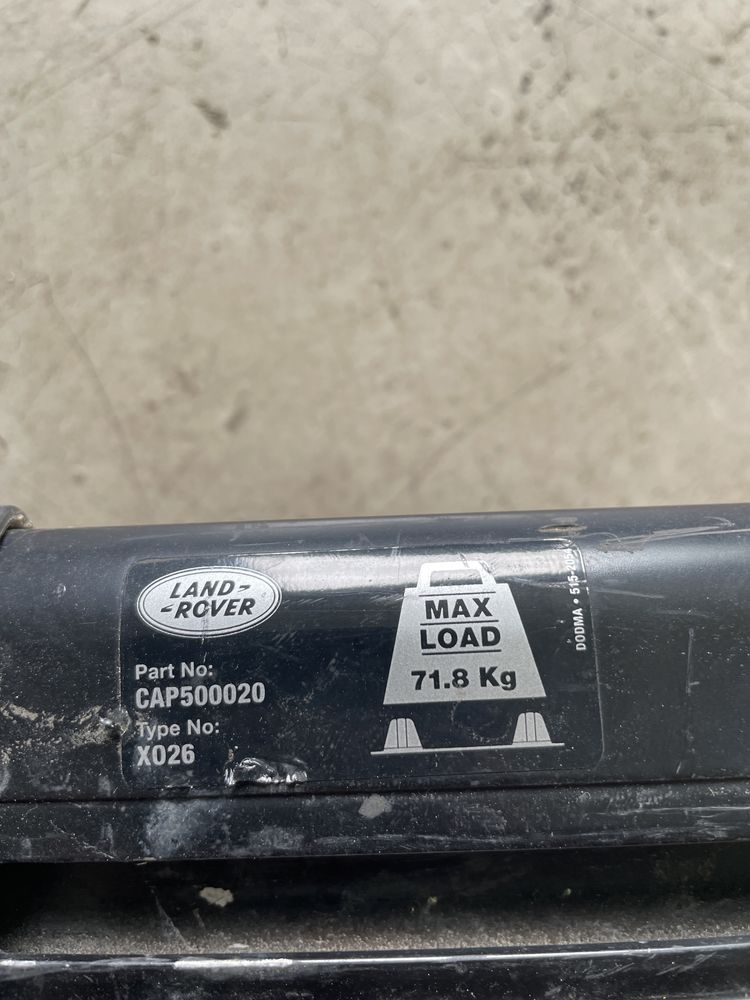 LAND-
-ROVER
Part No:
CAP500020
Type No:
X026
MAX
LOAD
71.8 Kg
DODMA •